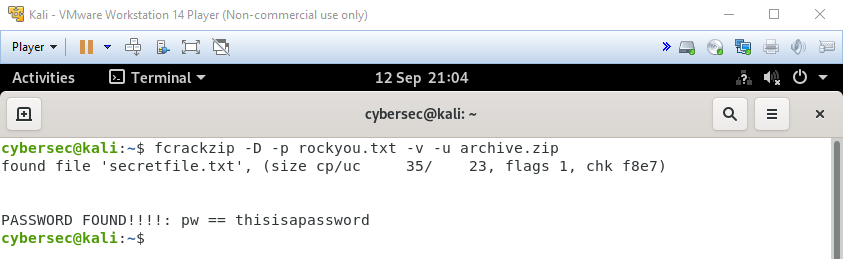 Kali - VMware Workstation 14 Player (Non-commercial use only)
Player
Activities Terminal 12 Sep 21:04
cybersec@kali: ~
cybersec@kali:~$ fcrackzip -D -p rockyou.txt -v -u archive.zip
found file 'secretfile.txt', (size cp/uc     35/    23, flags 1, chk f8e7)
PASSWORD FOUND!!!!: pw == thisisapassword
cybersec@kali:~$